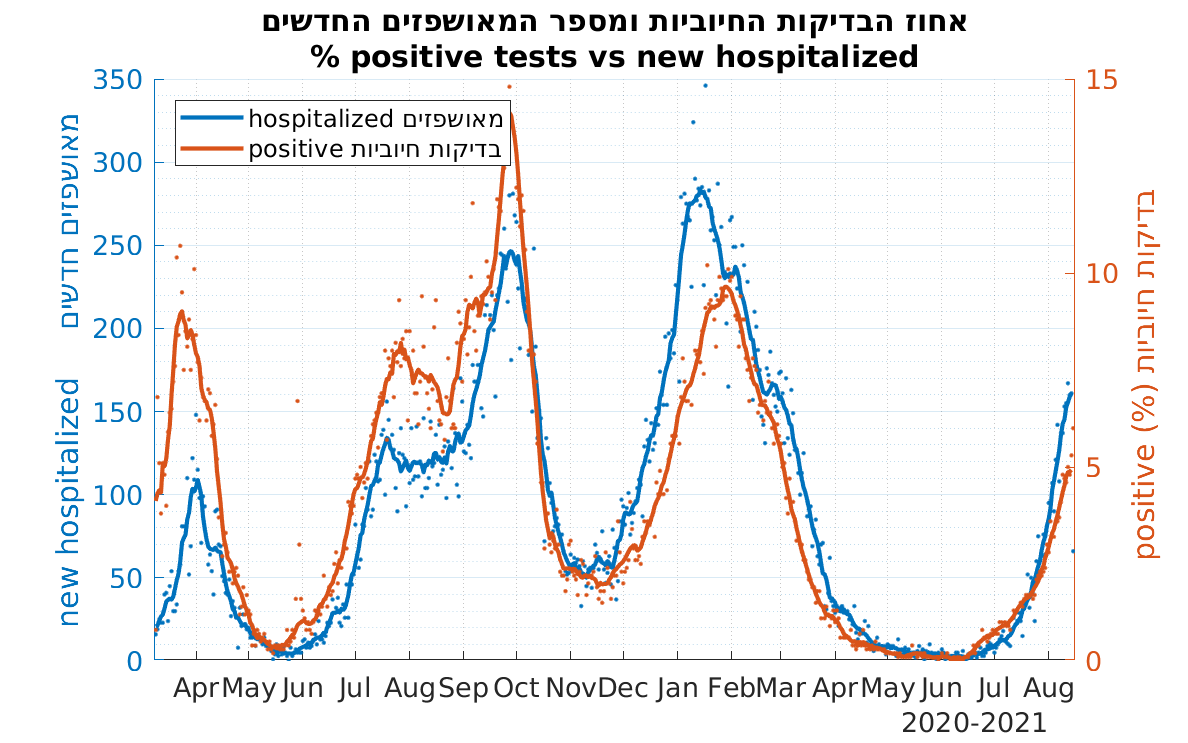 אחוז הבדיקות החיוביות ומספר המאושפזים החדשים
% positive tests vs new hospitalized
350
300
250
200
150
100
50
0
new hospitalized מאושפזים חדשים
hospitalized מאושפזים
positive בדיקות חיוביות
15
10
5
0
positive (%) בדיקות חיוביות
Apr May Jun Jul Aug Sep Oct Nov Dec Jan Feb Mar Apr May Jun Jul Aug
2020-2021